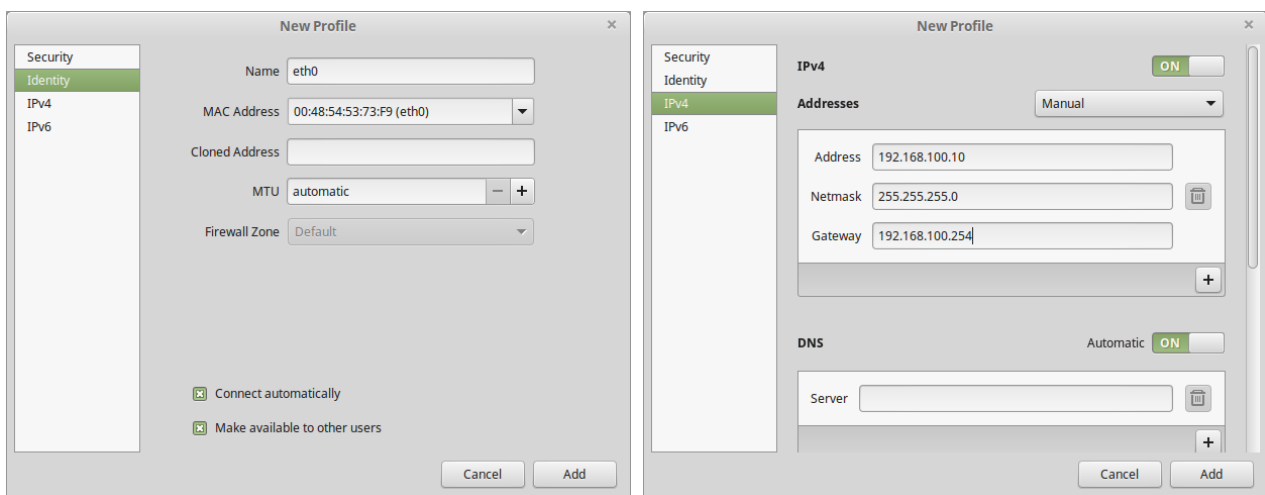 New Profile
Security
Identity
IPv4
IPv6
Name eth0
MAC Address 00:48:54:53:73:F9 (eth0)
Cloned Address
MTU automatic
Firewall Zone Default
Connect automatically
Make available to other users
Cancel Add
New Profile
Security
Identity
IPv4
IPv6
IPv4 ON
Addresses Manual
Address 192.168.100.10
Netmask 255.255.255.0
Gateway 192.168.100.254
DNS Automatic ON
Server
Cancel Add